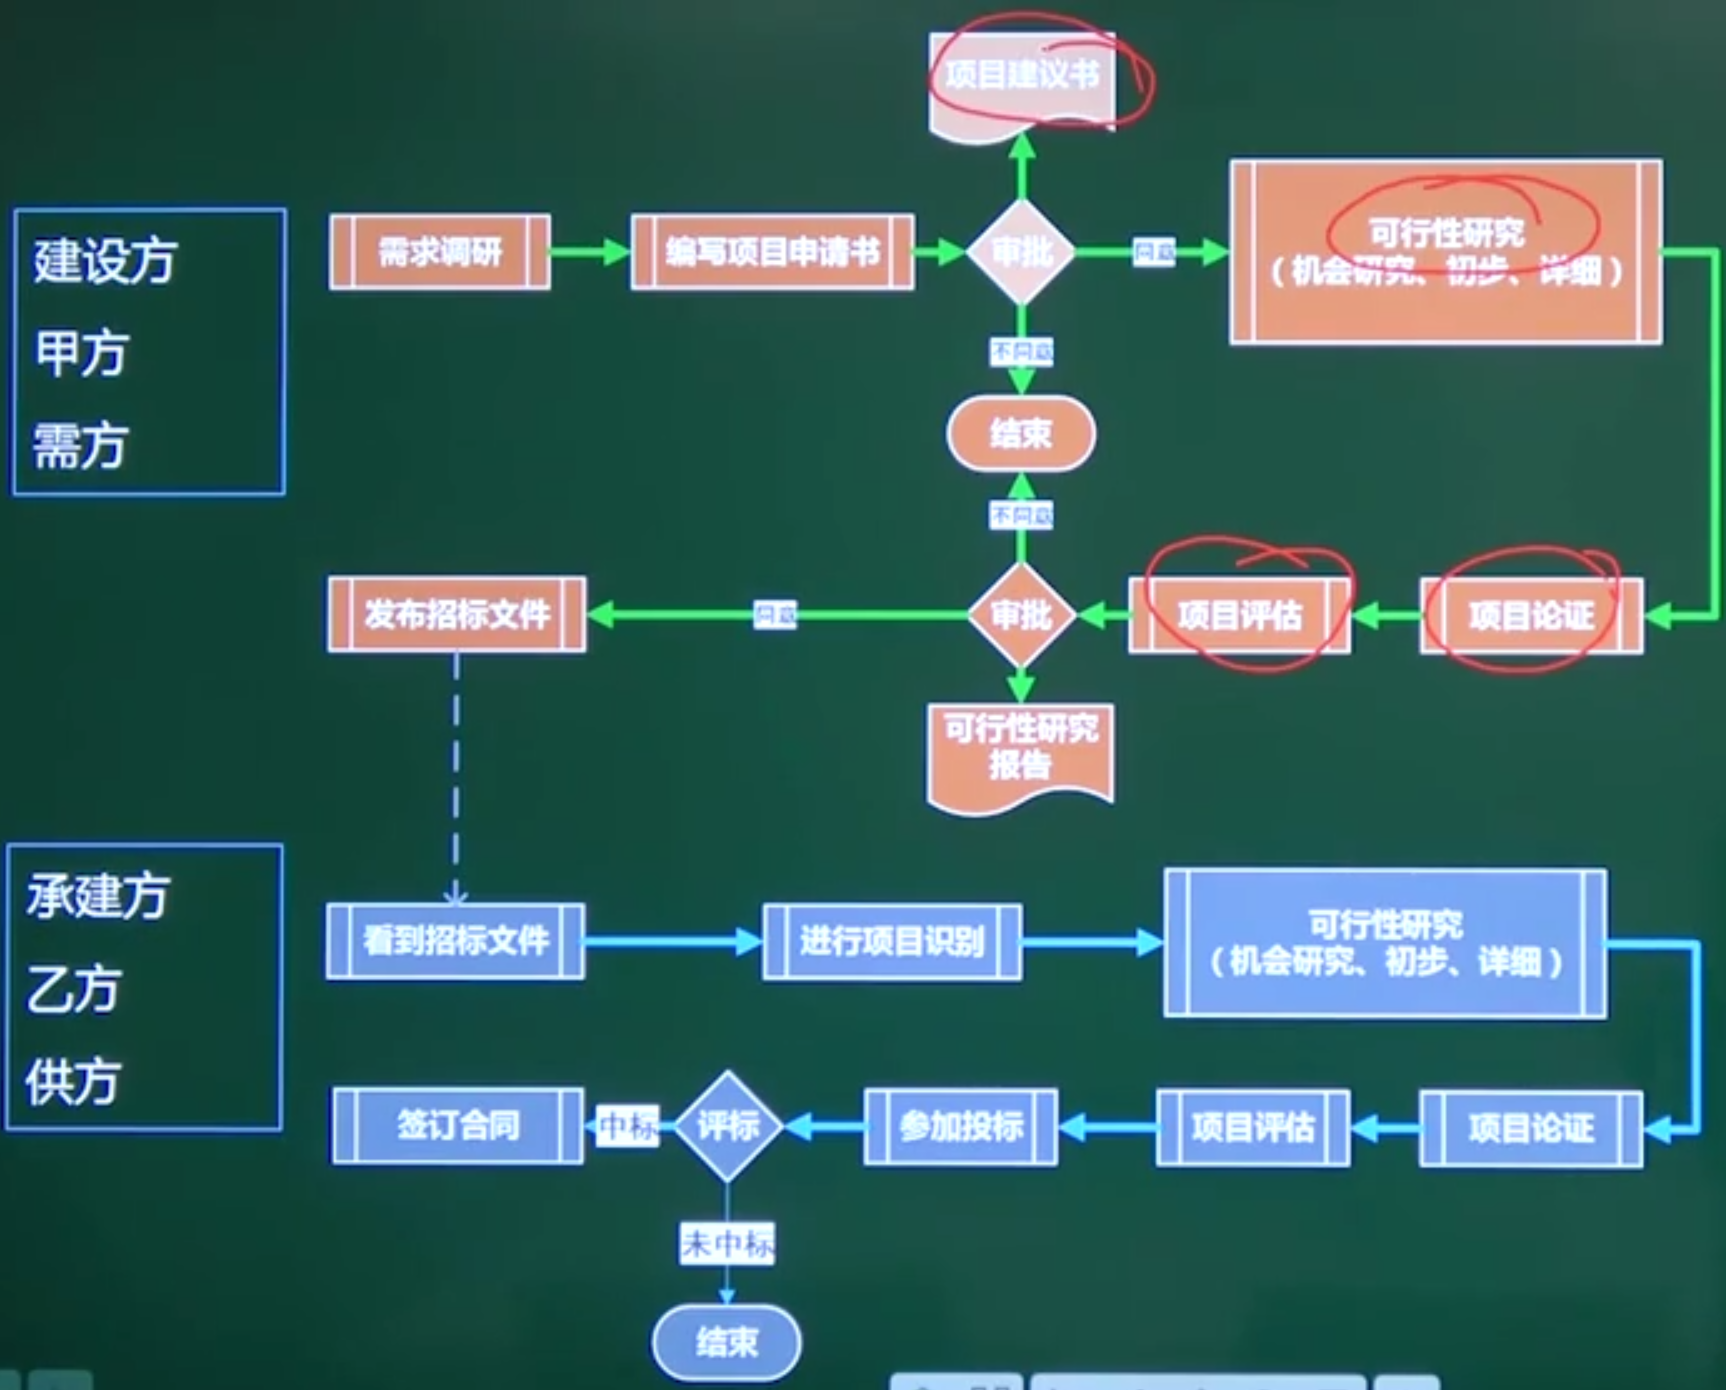 项目建议书
建设方
甲方
需方
需求调研
编写项目申请书
审批
同意
可行性研究
（机会研究、初步、详细）
不同意
结束
不同意
发布招标文件
同意
审批
项目评估
项目论证
可行性研究
报告
承建方
乙方
供方
看到招标文件
进行项目识别
可行性研究
（机会研究、初步、详细）
签订合同
中标
评标
参加投标
项目评估
项目论证
未中标
结束